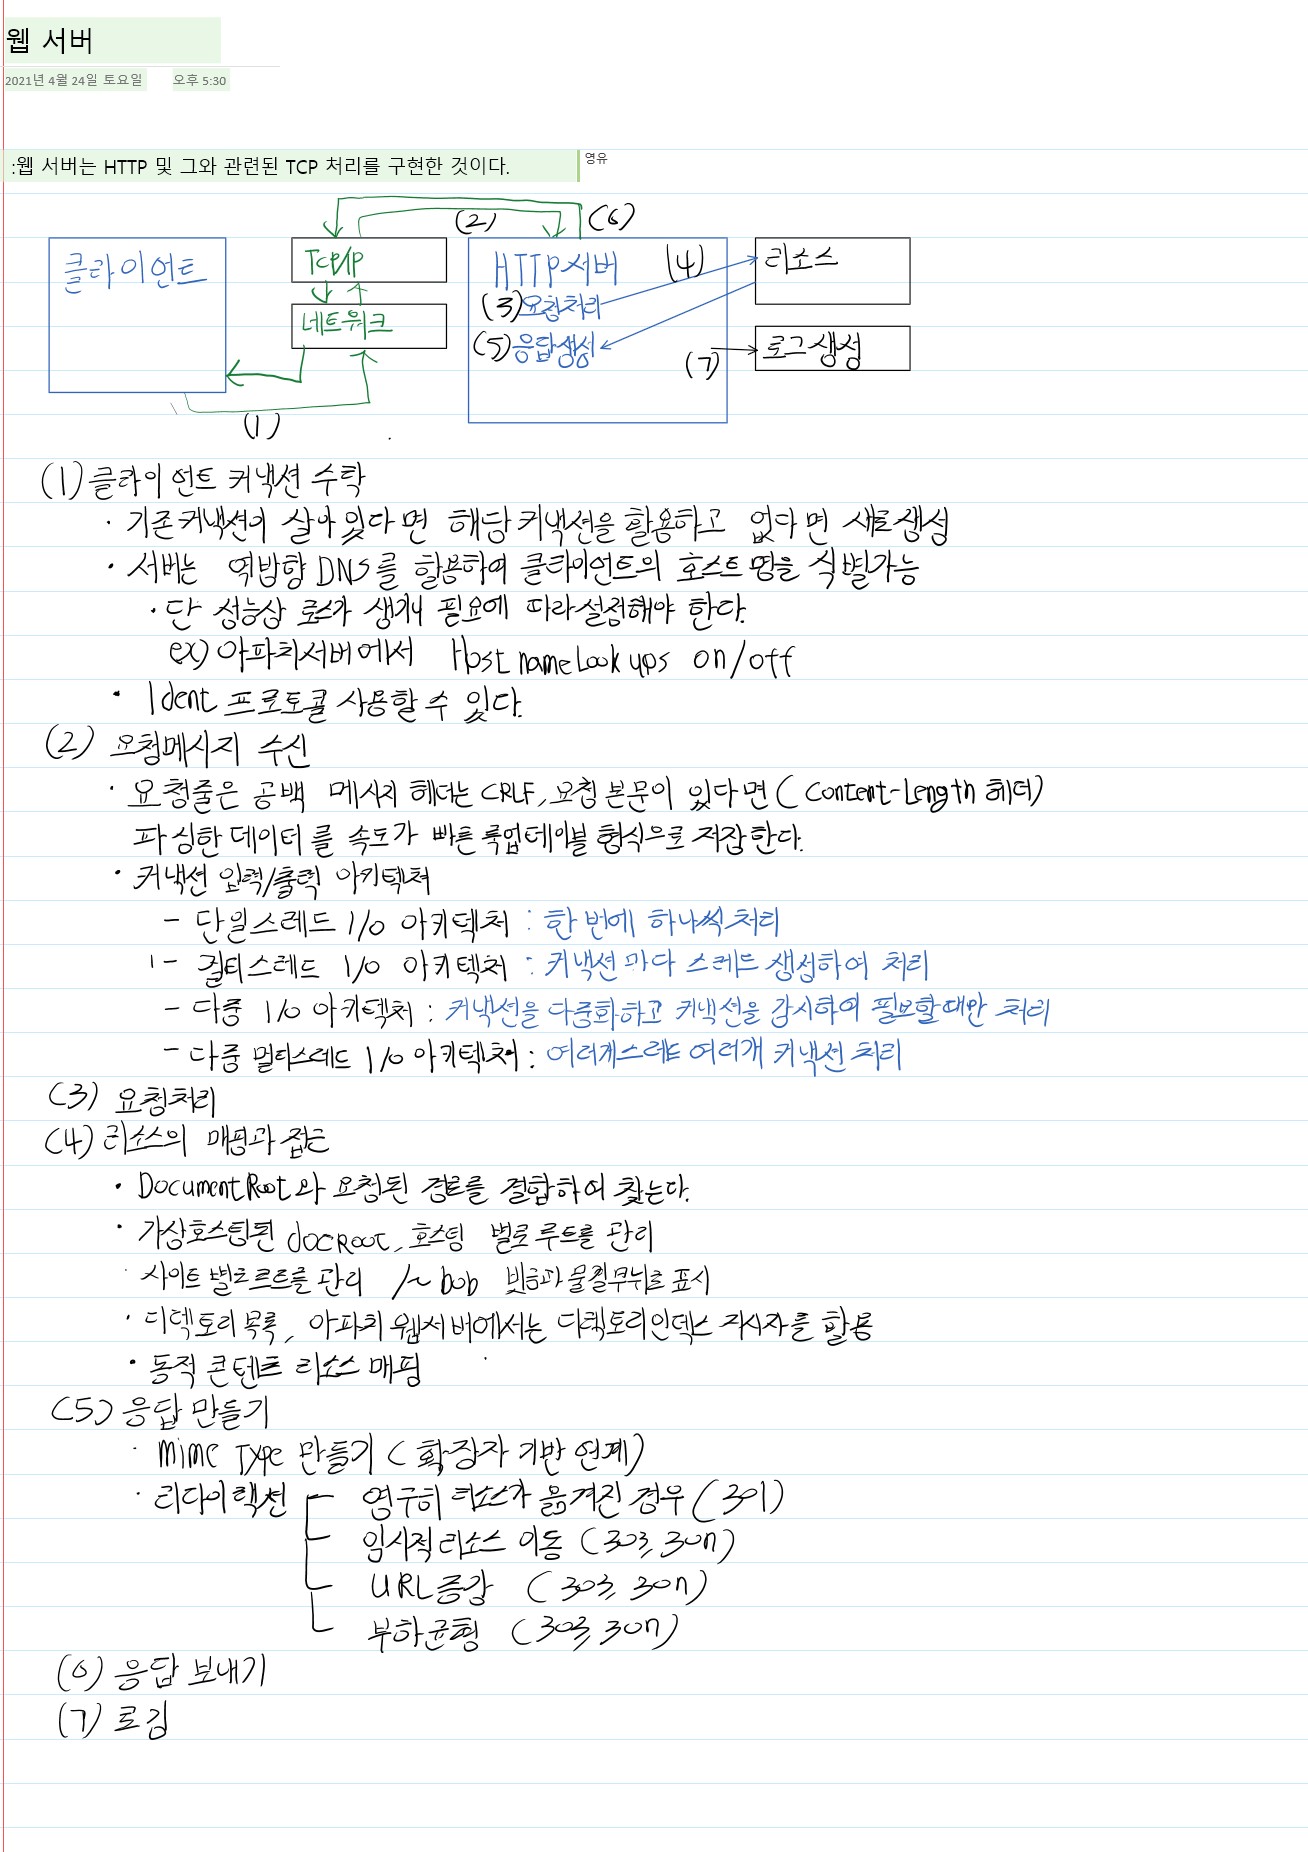 웹 서버
2021년 4월 24일 토요일 오후 5:30
:웹 서버는 HTTP 및 그와 관련된 TCP 처리를 구현한 것이다.
영유
(2) (6)
클라이언트 TCP/IP HTTP서버 (4) 리소스
(3) 요청처리
네트워크
(5) 응답생성 (7) 로그생성
(1)
(1) 클라이언트 커낵션 수락
· 기존커낵션이 살아있다면 해당커낵션을 활용하고 없다면 새로생성
· 서버는 역방향 DNS를 활용하여 클라이언트의 호스트명을 식별가능
· 단 성능상 로스가 생겨 필요에 따라설정해야 한다.
ex) 아파치서버에서 HostnameLookups on/off
· Ident 프로토콜 사용할 수 있다.
(2) 요청메시지 수신
· 요청줄은 공백 메시지 헤더는 CRLF, 요청 본문이 있다면 (Content-Length 헤더)
파싱한 데이터를 속도가 빠른 룩업테이블 형식으로 저장한다.
· 커낵션 입력/출력 아키텍쳐
- 단일스레드 I/O 아키텍처 : 한 번에 하나씩처리
- 멀티스레드 I/O 아키텍처 : 커낵션 마다 스레드 생성하여 처리
- 다중 I/O 아키텍처 : 커낵션을 다중화하고 커낵션을 감시하여 필요할때만 처리
- 다중 멀티스레드 I/O 아키텍처 : 여러개스레드 여러개 커낵션 처리
(3) 요청처리
(4) 리소스의 매핑과 접근
· DocumentRoot와 요청된 경로를 결합하여 찾는다.
· 가상호스팅된 docRoot, 호스팅 별로 루트를 관리
· 사이트 별로 루트를 관리 /~bob 빗금과 물결무늬로 표시
· 디렉토리 목록, 아파치 웹서버에서는 디렉토리인덱스 지시자를 활용
· 동적 콘텐트 리소스 매핑
(5) 응답 만들기
· mime Type 만들기 (확장자 기반 연계)
· 리다이렉션 영구히 리소스가 옮겨진 경우 (301)
임시적 리소스 이동 (303, 307)
URL증강 (303, 307)
부하균형 (303, 307)
(6) 응답 보내기
(7) 로깅